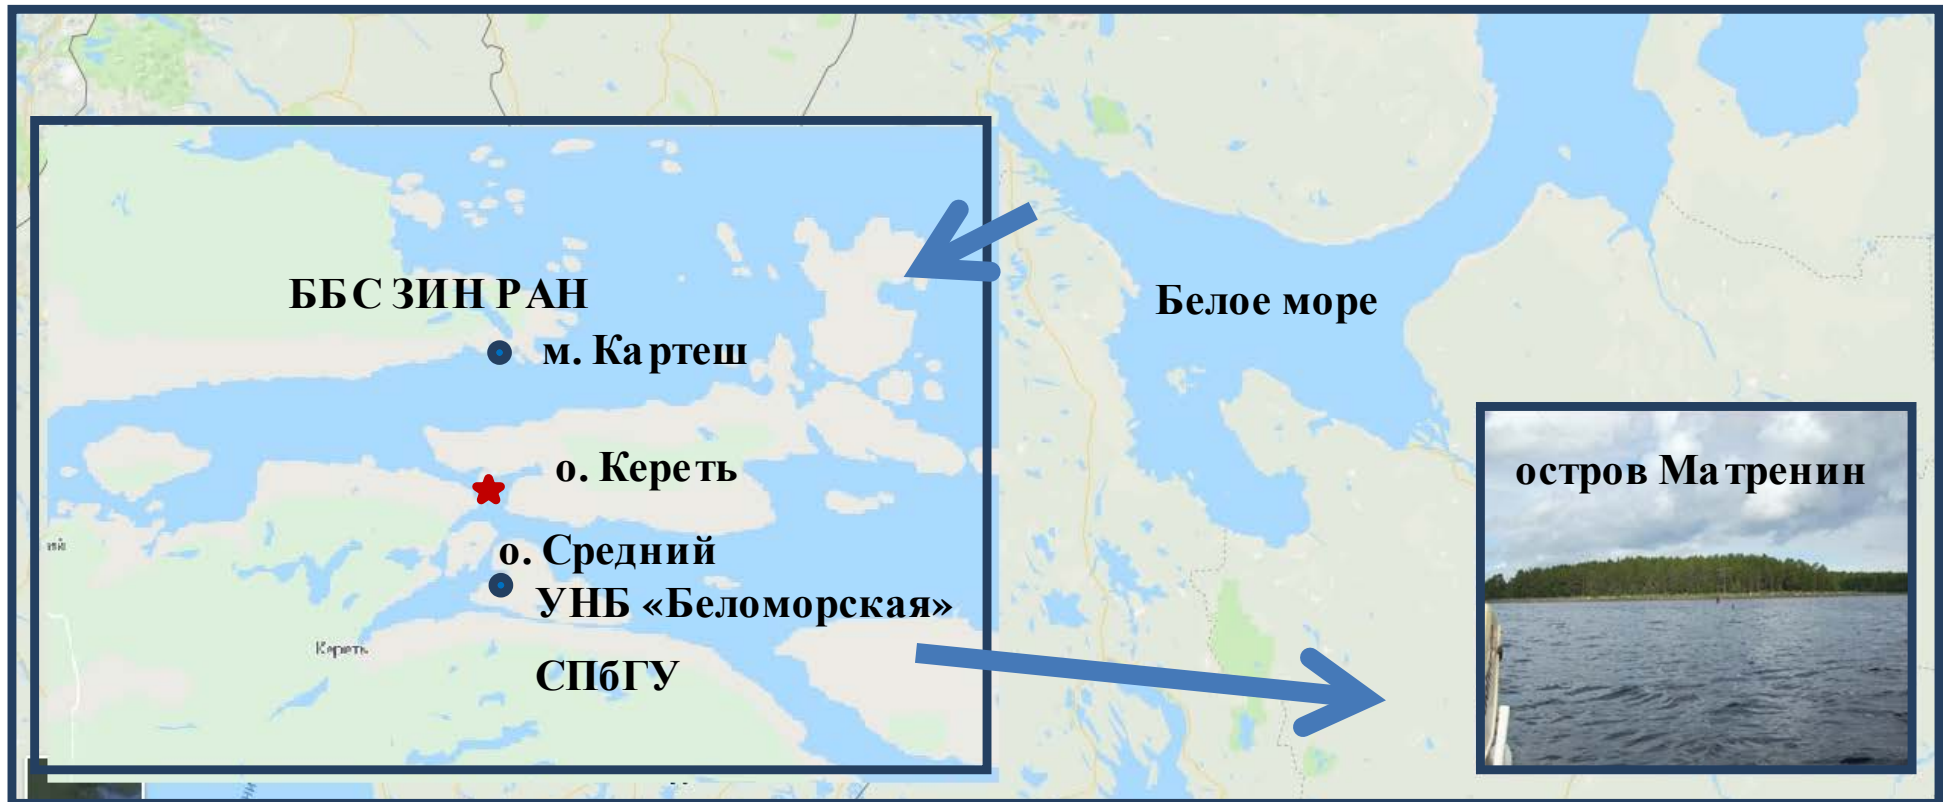 ББС ЗИН РАН
м. Картеш
Белое море
о. Кереть
остров Матренин
о. Средний
УНБ «Беломорская»
Кереть
СПбГУ